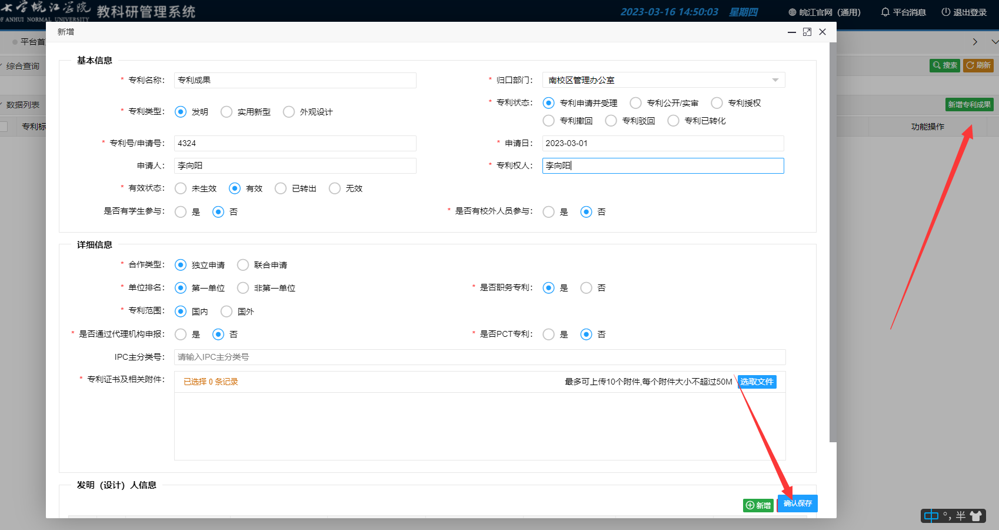 大学皖江学院 教科研管理系统 2023-03-16 14:50:03 星期四 皖江官网（通用） 平台消息 退出登录
OF ANHUI NORMAL UNIVERSITY
新增
平台首
综合查询 搜索 刷新
数据列表 新增专利成果
专利标 功能操作
基本信息
* 专利名称： 专利成果 * 归口部门： 南校区管理办公室
* 专利类型： 发明 实用新型 外观设计 * 专利状态： 专利申请并受理 专利公开/实审 专利授权
专利撤回 专利驳回 专利已转化
* 专利号/申请号： 4324 * 申请日： 2023-03-01
申请人： 李向阳 * 专利权人： 李向阳
* 有效状态： 未生效 有效 已转出 无效
是否有学生参与： 是 否 * 是否有校外人员参与： 是 否
详细信息
* 合作类型： 独立申请 联合申请
* 单位排名： 第一单位 非第一单位 * 是否职务专利： 是 否
* 专利范围： 国内 国外
* 是否通过代理机构申报： 是 否 * 是否PCT专利： 是 否
IPC主分类号： 请输入IPC主分类号
* 专利证书及相关附件： 已选择 0 条记录 最多可上传10个附件,每个附件大小不超过50M 选取文件
发明（设计）人信息
新增 确认保存
中 °, 半